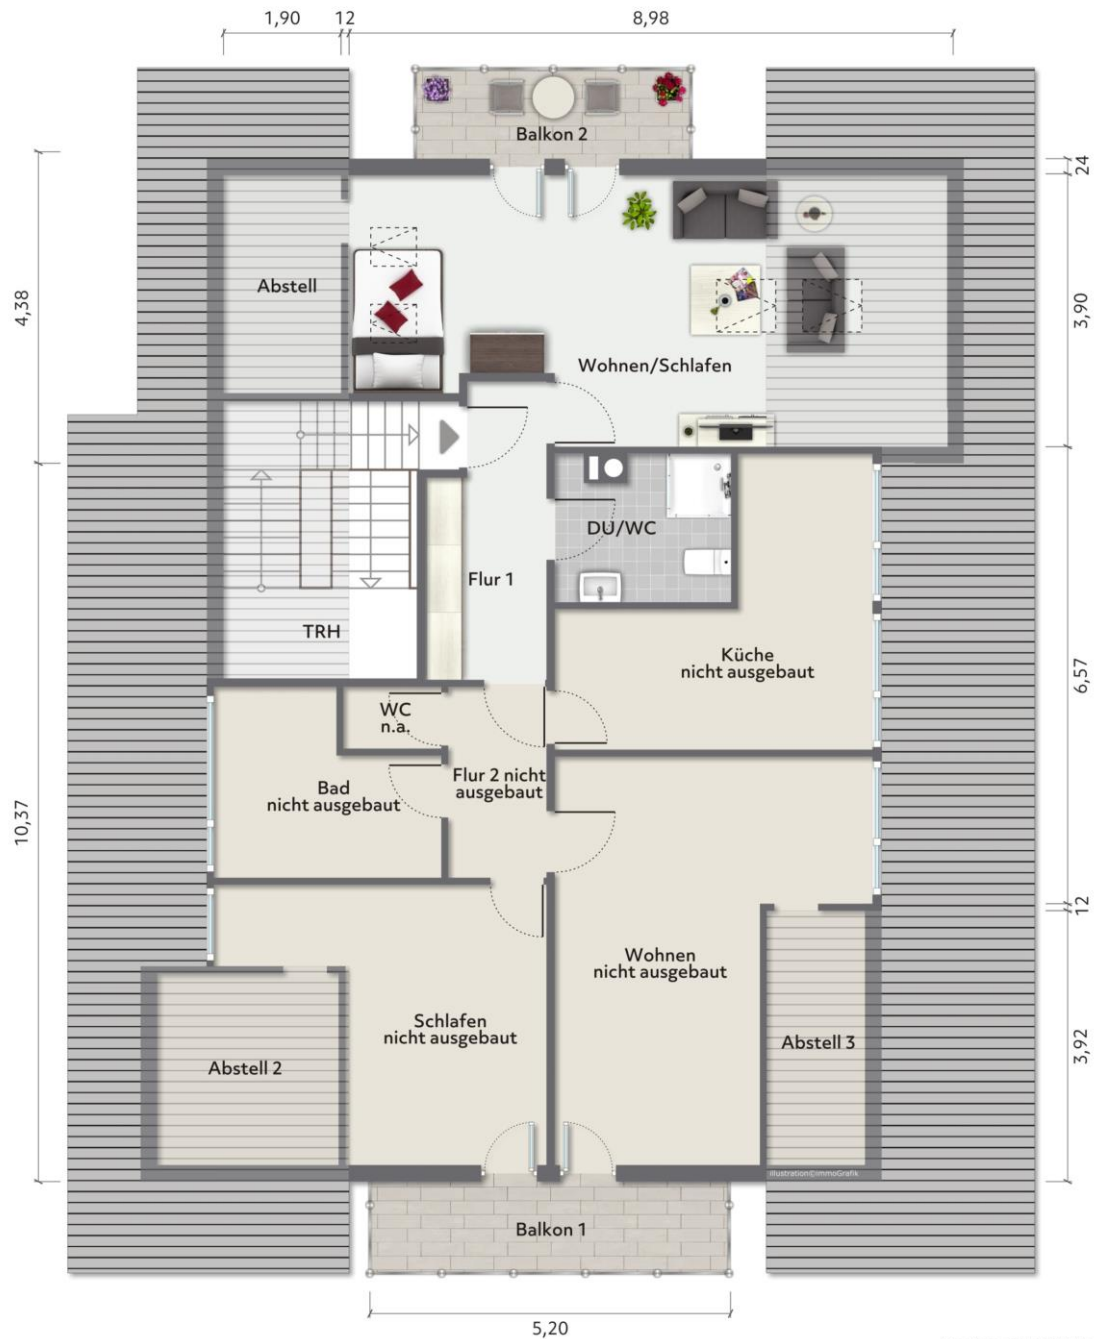 1,90
12
8,98
Balkon 2
24
4,38
Abstell
3,90
Wohnen/Schlafen
DU/WC
Flur 1
TRH
Küche
nicht ausgebaut
6,57
WC
n.a.
Flur 2 nicht
ausgebaut
Bad
nicht ausgebaut
10,37
12
Wohnen
nicht ausgebaut
Schlafen
nicht ausgebaut
Abstell 2
Abstell 3
3,92
Illustration©immoGrafik
Balkon 1
5,20